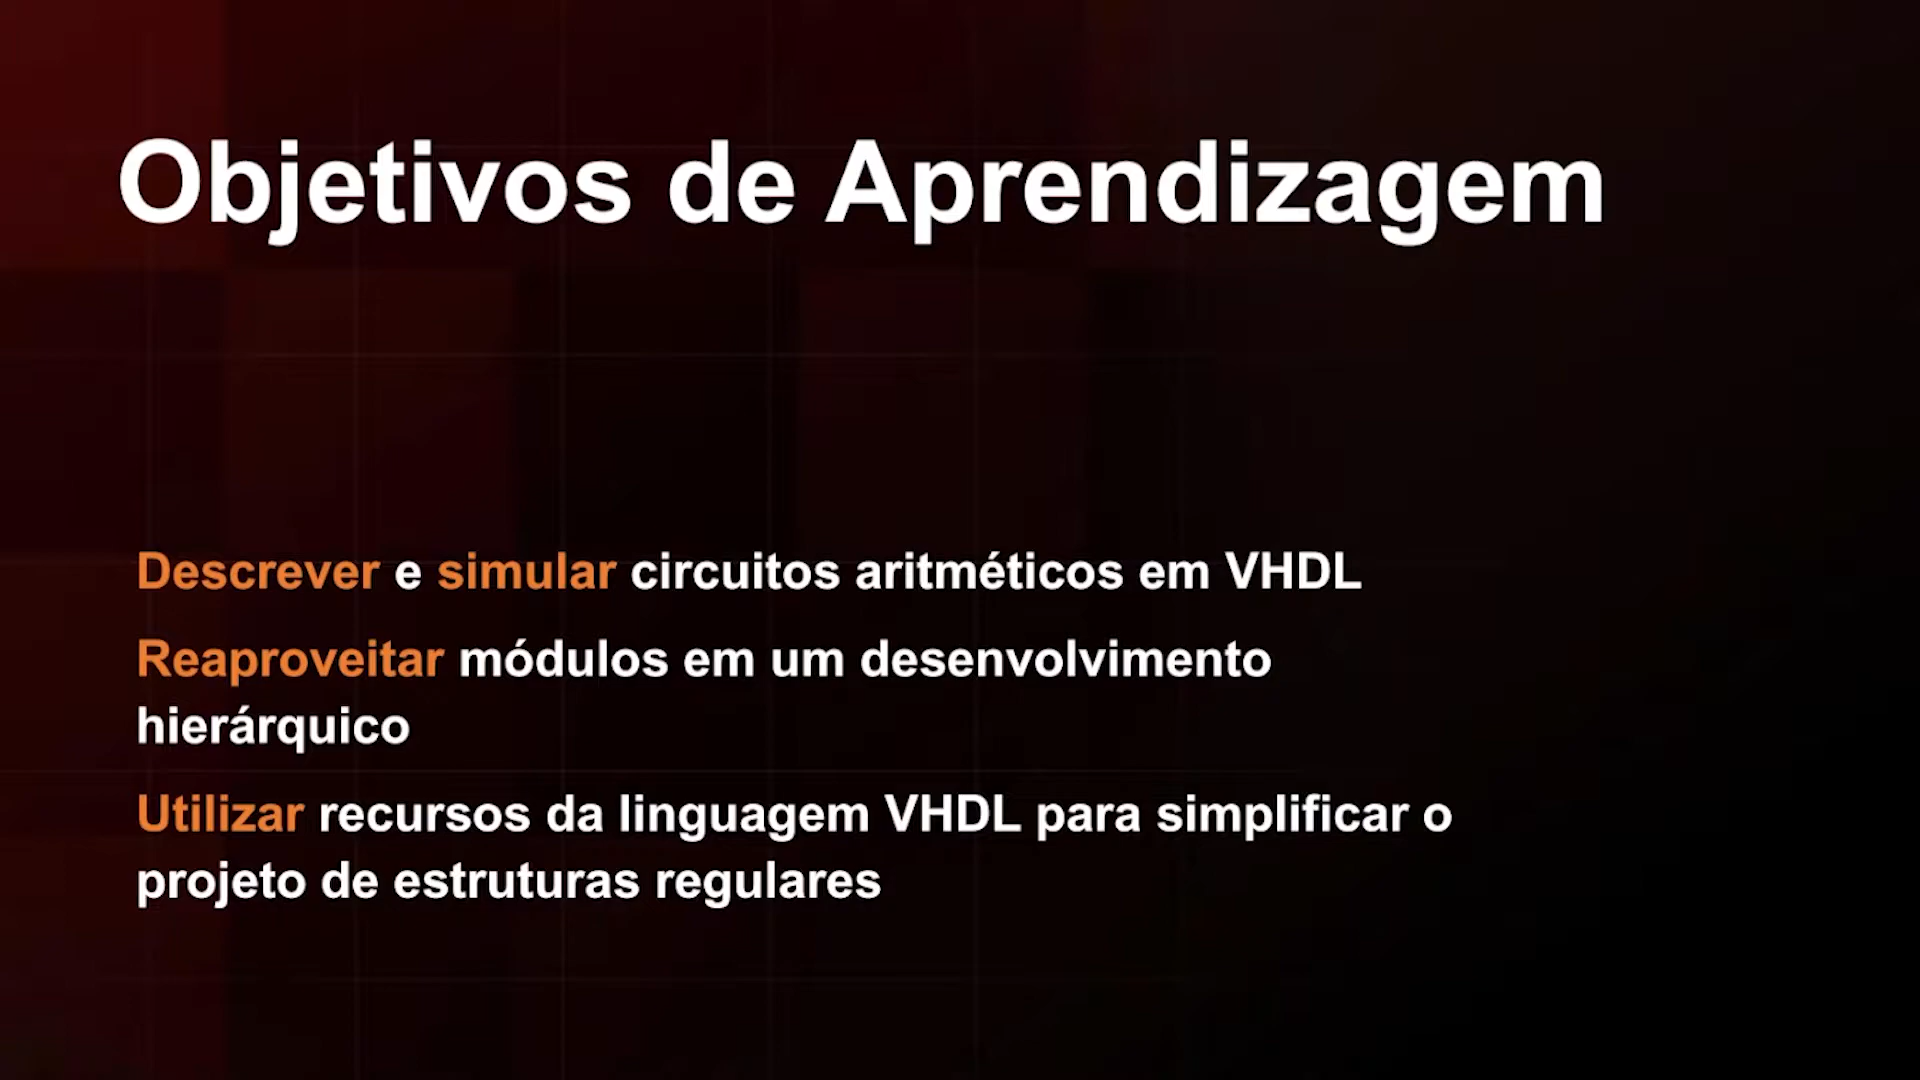 Objetivos de Aprendizagem
Descrever e simular circuitos aritméticos em VHDL
Reaproveitar módulos em um desenvolvimento
hierárquico
Utilizar recursos da linguagem VHDL para simplificar o
projeto de estruturas regulares